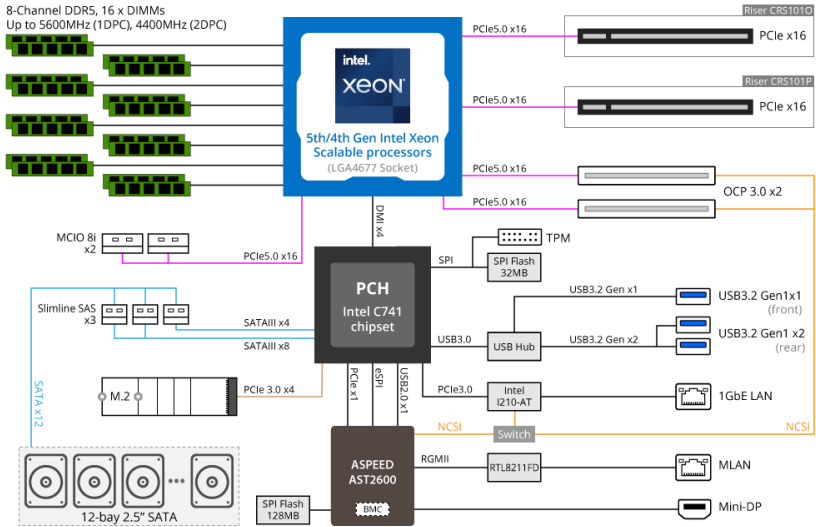 8-Channel DDR5, 16 x DIMMs
Up to 5600MHz (1DPC), 4400MHz (2DPC)
intel.
xeon
5th/4th Gen Intel Xeon
Scalable processors
(LGA4677 Socket)
PCIe5.0 x16
Riser CRS101O
PCIe x16
PCIe5.0 x16
Riser CRS101P
PCIe x16
PCIe5.0 x16
PCIe5.0 x16
OCP 3.0 x2
DMI x4
MCIO 8i
x2
PCIe5.0 x16
PCH
Intel C741
chipset
SPI
TPM
SPI Flash
32MB
Slimline SAS
x3
SATAIII x4
SATAIII x8
USB3.2 Gen x1
USB3.2 Gen1x1
(front)
USB3.0
USB Hub
USB3.2 Gen x2
USB3.2 Gen1 x2
(rear)
M.2
PCIe 3.0 x4
PCIe x1
eSPI
USB2.0 x1
PCIe3.0
Intel
I210-AT
1GbE LAN
SATA x12
NCSI
Switch
NCSI
ASPEED
AST2600
BMC
RGMII
RTL8211FD
MLAN
12-bay 2.5” SATA
SPI Flash
128MB
Mini-DP